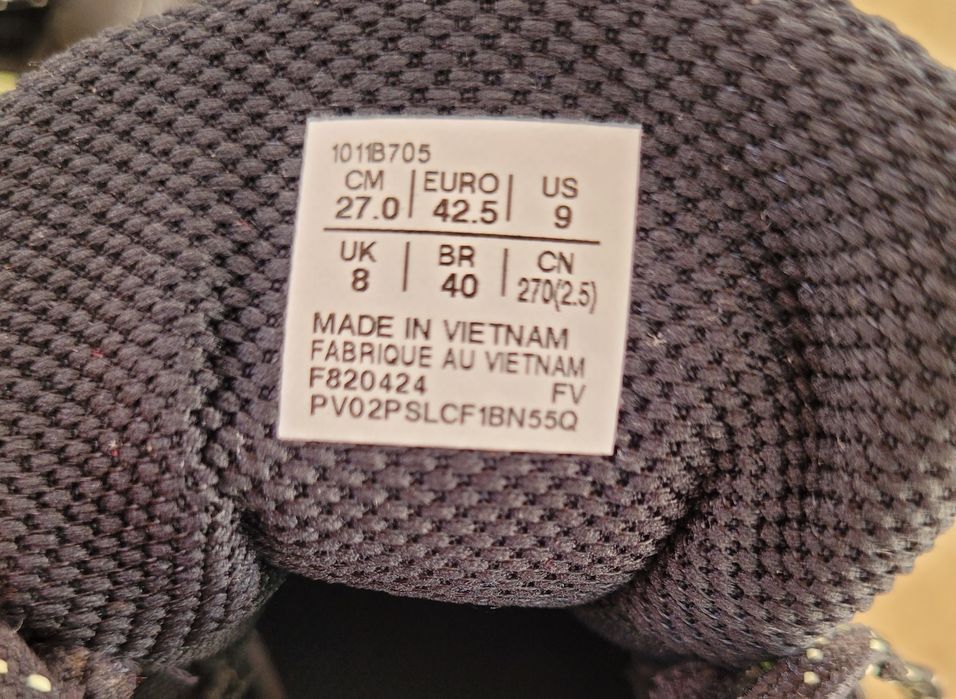 1011B705
CM | EURO | US
27.0 | 42.5 | 9
UK | BR | CN
8 | 40 | 270(2.5)
MADE IN VIETNAM
FABRIQUE AU VIETNAM
F820424 FV
PV02PSLCF1BN55Q